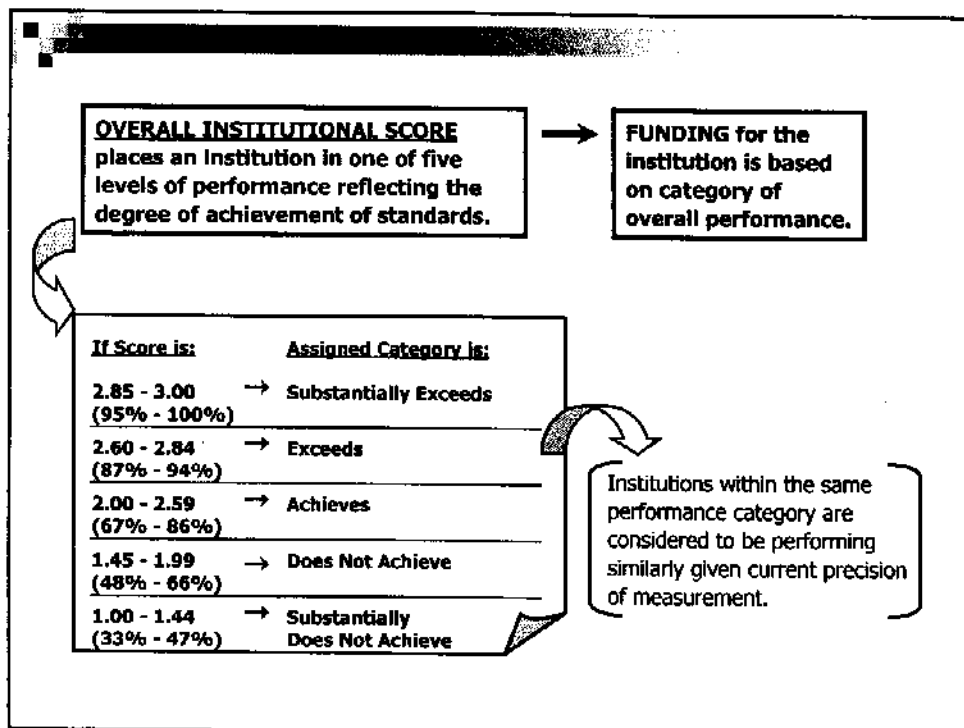 OVERALL INSTITUTIONAL SCORE
places an institution in one of five
levels of performance reflecting the
degree of achievement of standards.
FUNDING for the
institution is based
on category of
overall performance.
If Score is: Assigned Category is:
2.85 - 3.00 → Substantially Exceeds
(95% - 100%)
2.60 - 2.84 → Exceeds
(87% - 94%)
2.00 - 2.59 → Achieves
(67% - 86%)
1.45 - 1.99 → Does Not Achieve
(48% - 66%)
1.00 - 1.44 → Substantially
(33% - 47%) Does Not Achieve
Institutions within the same
performance category are
considered to be performing
similarly given current precision
of measurement.